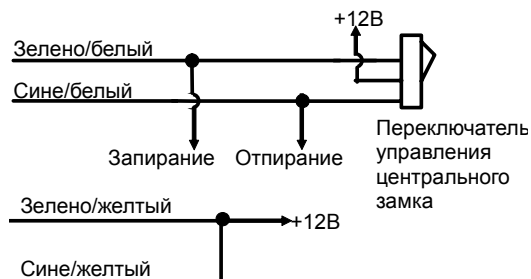 +12В
Зелено/белый
Сине/белый
Запирание
Отпирание
Переключатель
управления
центрального
замка
Зелено/желтый
+12В
Сине/желтый